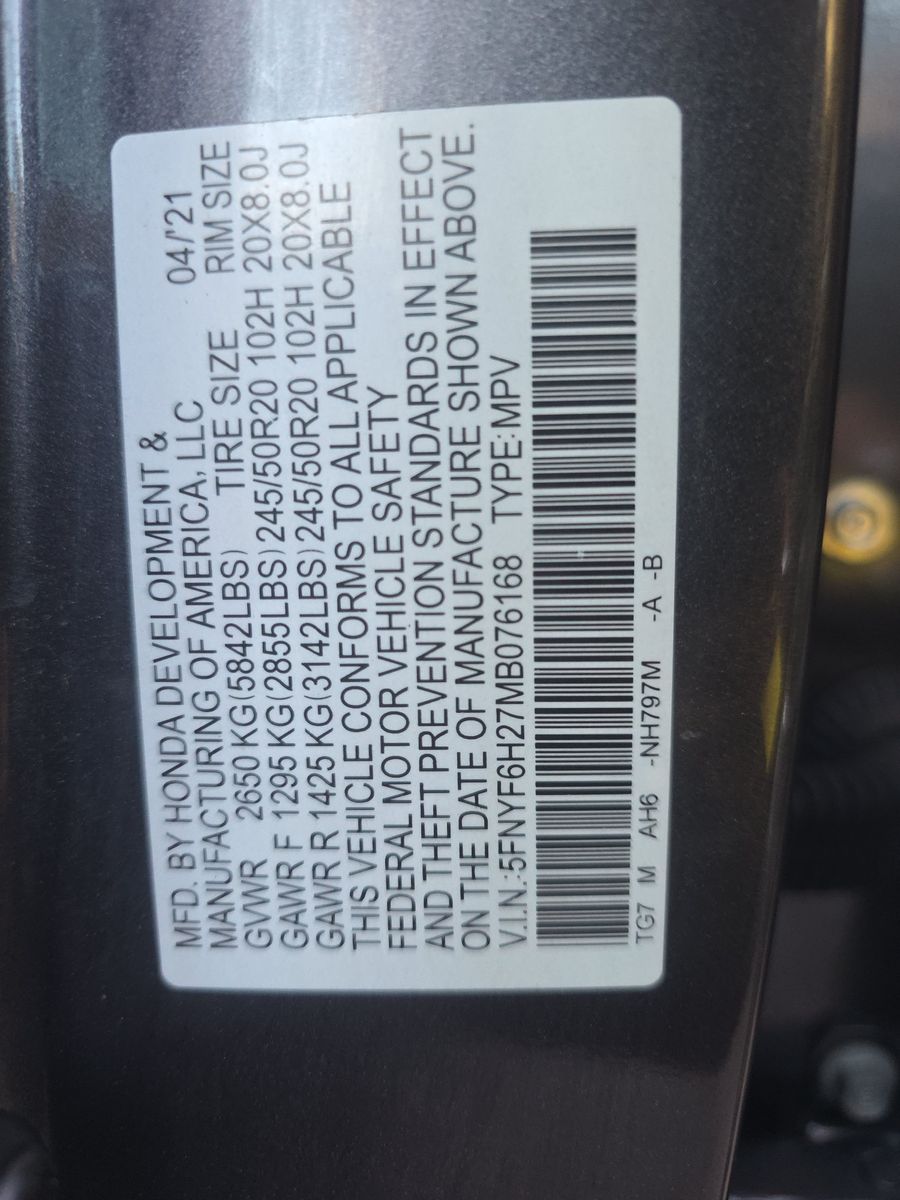 MFD. BY HONDA DEVELOPMENT &
MANUFACTURING OF AMERICA, LLC 04/'21
GVWR 2650 KG(5842LBS) TIRE SIZE RIM SIZE
GAWR F 1295 KG(2855LBS) 245/50R20 102H 20X8.0J
GAWR R 1425 KG(3142LBS) 245/50R20 102H 20X8.0J
THIS VEHICLE CONFORMS TO ALL APPLICABLE
FEDERAL MOTOR VEHICLE SAFETY
AND THEFT PREVENTION STANDARDS IN EFFECT
ON THE DATE OF MANUFACTURE SHOWN ABOVE.
V.I.N.:5FNYF6H27MB076168 TYPE:MPV
TG7 M AH6 -NH797M -A -B